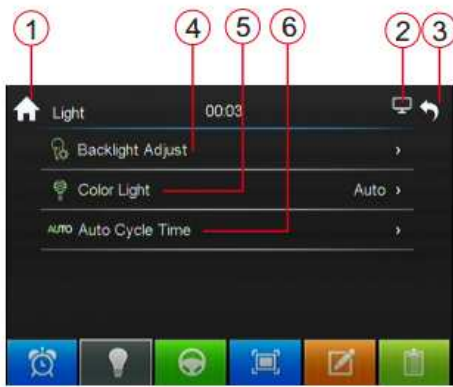 1 4 5 6 2 3
Light 00:03
Backlight Adjust
Color Light Auto
AUTO Auto Cycle Time